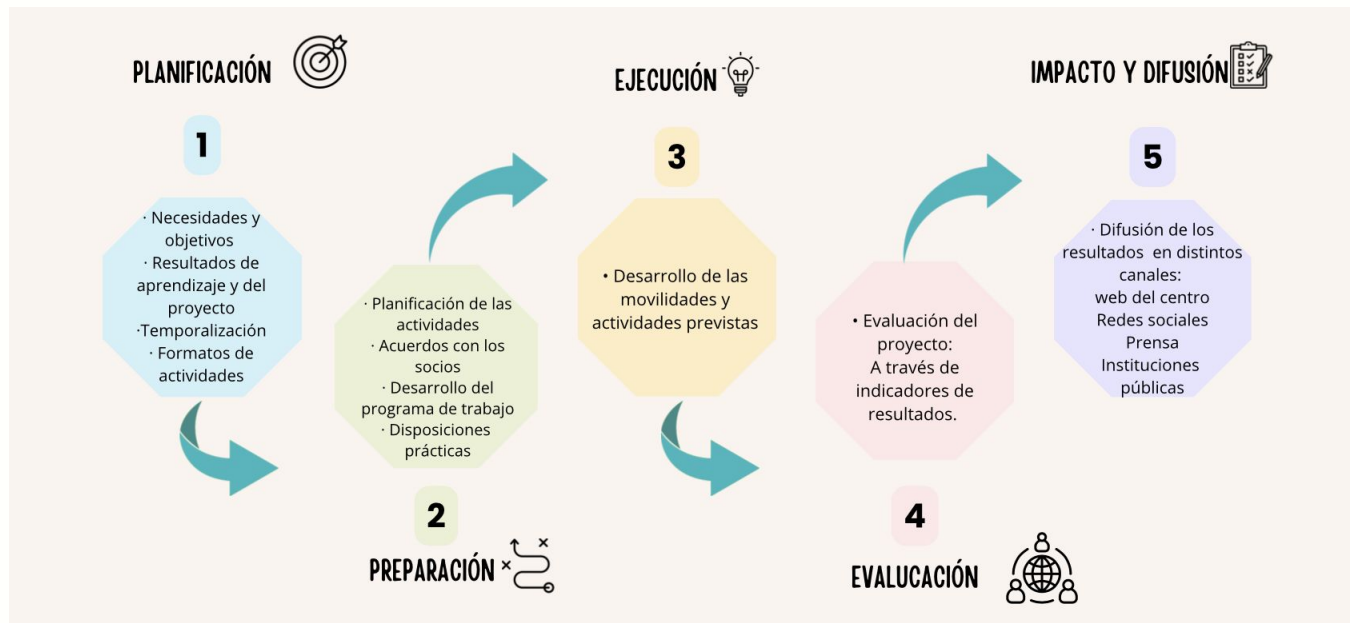 PLANIFICACIÓN
1
· Necesidades y
objetivos
· Resultados de
aprendizaje y del
proyecto
·Temporalización
· Formatos de
actividades
· Planificación de las
actividades
· Acuerdos con los
socios
· Desarrollo del
programa de trabajo
· Disposiciones
prácticas
2
PREPARACIÓN
EJECUCIÓN
3
• Desarrollo de las
movilidades y
actividades previstas
• Evaluación del
proyecto:
A través de
indicadores de
resultados.
4
EVALUCACIÓN
IMPACTO Y DIFUSIÓN
5
· Difusión de los
resultados en distintos
canales:
web del centro
Redes sociales
Prensa
Instituciones
públicas